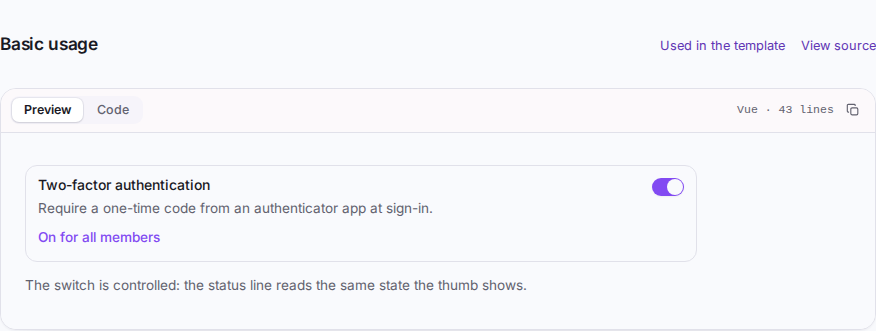 Basic usage
Used in the template View source
Preview Code
Vue · 43 lines
Two-factor authentication
Require a one-time code from an authenticator app at sign-in.
On for all members
The switch is controlled: the status line reads the same state the thumb shows.